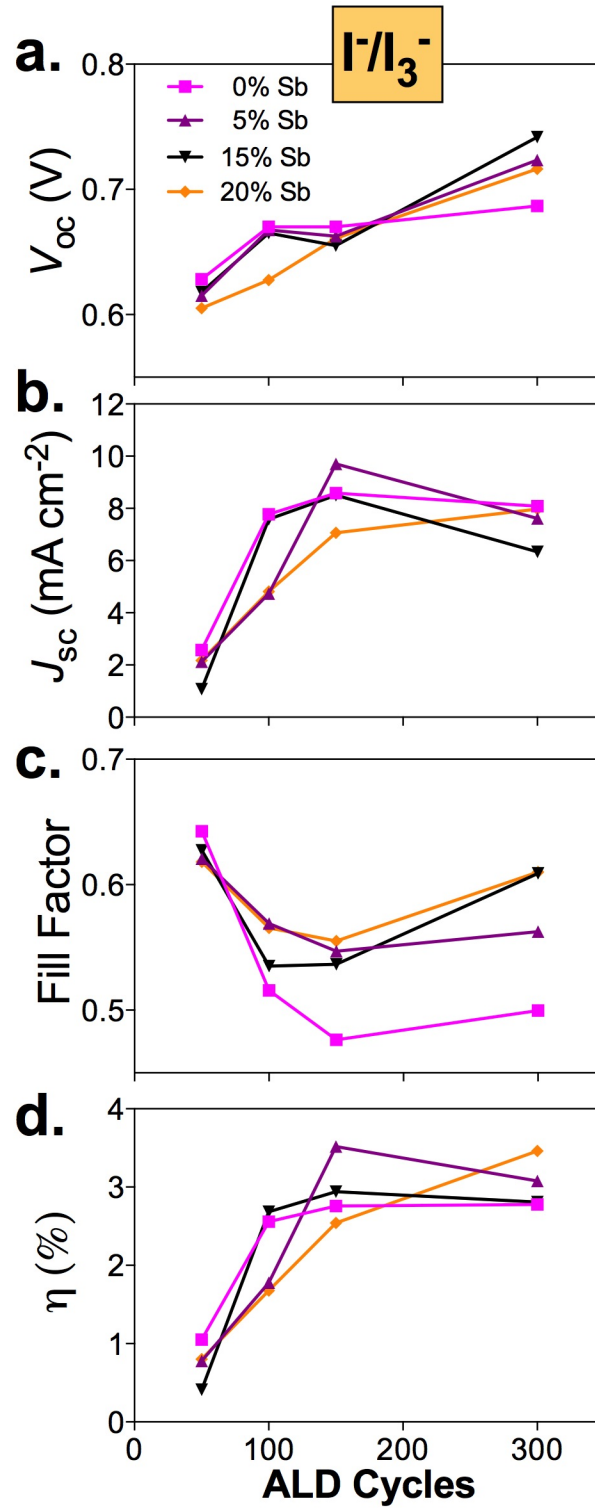 a.
I⁻/I₃⁻
0.8
0% Sb
5% Sb
15% Sb
20% Sb
0.7
0.6
Voc (V)
b.
12
10
8
6
4
2
0
Jsc (mA cm⁻²)
c.
0.7
0.6
0.5
Fill Factor
d.
4
3
2
1
0
η (%)
0 100 200 300
ALD Cycles